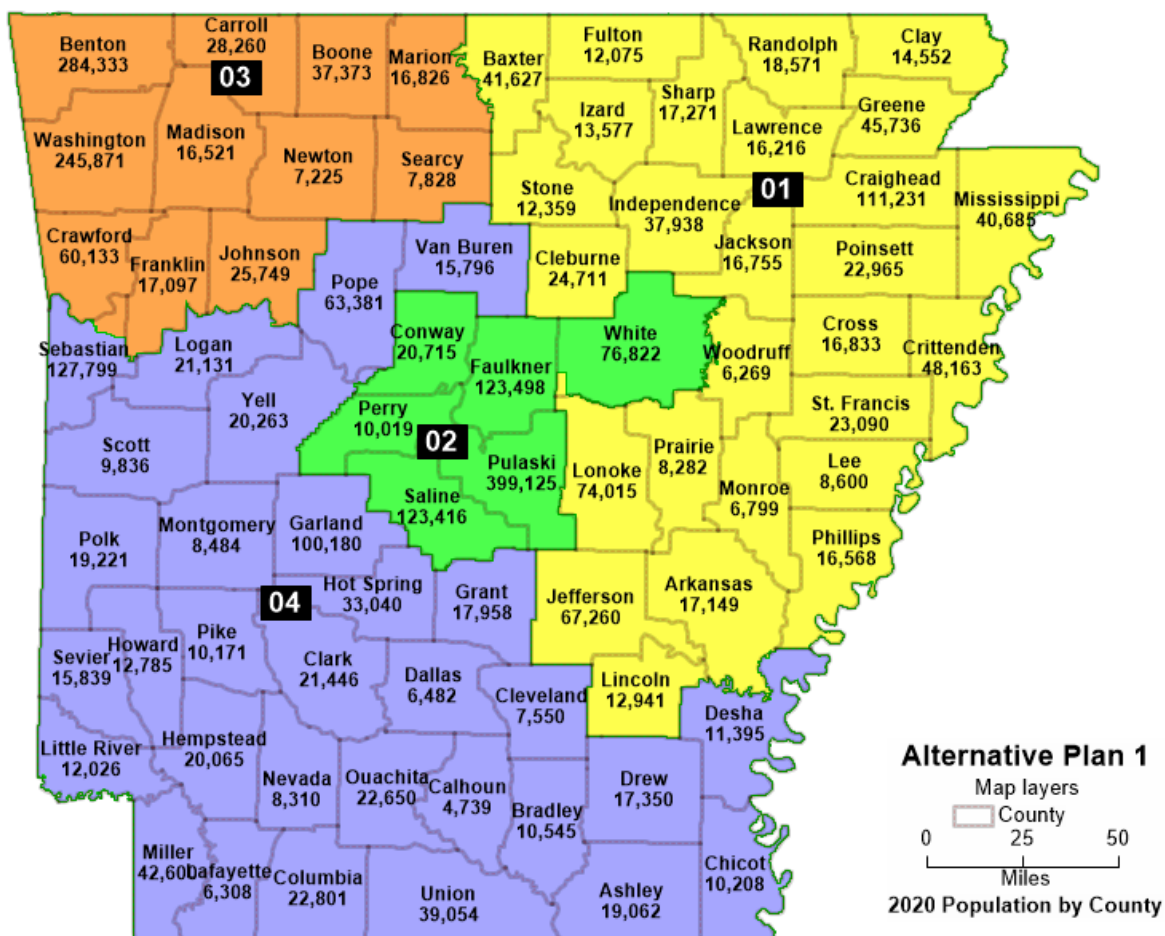 Benton
284,333
Carroll
28,260
03
Boone
37,373
Marion
16,826
Baxter
41,627
Fulton
12,075
Randolph
18,571
Clay
14,552
Washington
245,871
Madison
16,521
Newton
7,225
Searcy
7,828
Izard
13,577
Sharp
17,271
Lawrence
16,216
Greene
45,736
Stone
12,359
Independence
37,938
01
Jackson
16,755
Craighead
111,231
Mississippi
40,685
Crawford
60,133
Franklin
17,097
Johnson
25,749
Pope
63,381
Van Buren
15,796
Cleburne
24,711
Poinsett
22,965
Sebastian
127,799
Logan
21,131
Conway
20,715
Faulkner
123,498
White
76,822
Woodruff
6,269
Cross
16,833
Crittenden
48,163
Yell
20,263
Perry
10,019
02
Pulaski
399,125
Lonoke
74,015
Prairie
8,282
St. Francis
23,090
Scott
9,836
Saline
123,416
Monroe
6,799
Lee
8,600
Polk
19,221
Montgomery
8,484
Garland
100,180
Phillips
16,568
04
Hot Spring
33,040
Grant
17,958
Jefferson
67,260
Arkansas
17,149
Sevier
15,839
Howard
12,785
Pike
10,171
Clark
21,446
Dallas
6,482
Cleveland
7,550
Lincoln
12,941
Desha
11,395
Little River
12,026
Hempstead
20,065
Nevada
8,310
Ouachita
22,650
Calhoun
4,739
Bradley
10,545
Drew
17,350
Miller
42,600
Lafayette
6,308
Columbia
22,801
Union
39,054
Ashley
19,062
Chicot
10,208
Alternative Plan 1
Map layers
County
0 25 50
Miles
2020 Population by County